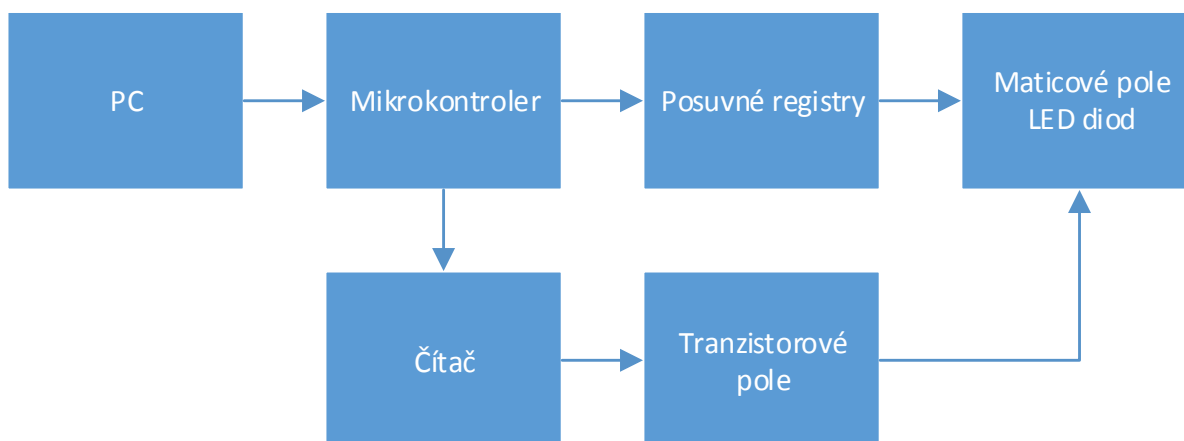 PC
Mikrokontroler
Posuvné registry
Maticové pole
LED diod
Čítač
Tranzistorové
pole